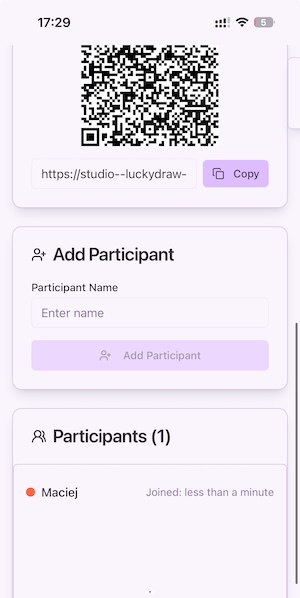 17:29
5
https://studio--luckydraw-
Copy
Add Participant
Participant Name
Enter name
Add Participant
Participants (1)
Maciej
Joined: less than a minute